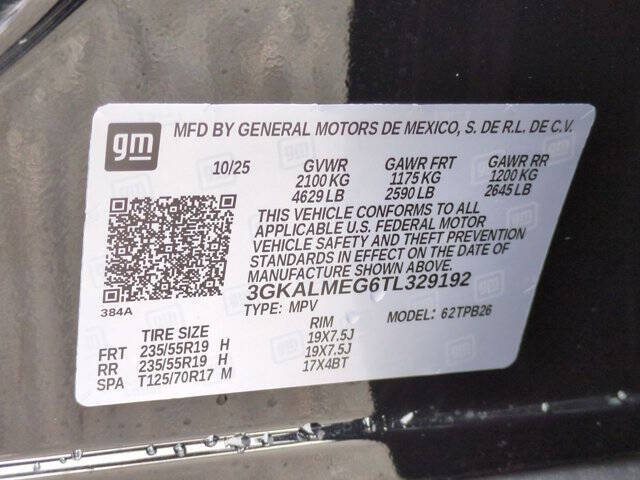 gm MFD BY GENERAL MOTORS DE MEXICO, S. DE R.L. DE C.V.
10/25 GVWR GAWR FRT GAWR RR
2100 KG 1175 KG 1200 KG
4629 LB 2590 LB 2645 LB
THIS VEHICLE CONFORMS TO ALL
APPLICABLE U.S. FEDERAL MOTOR
VEHICLE SAFETY AND THEFT PREVENTION
STANDARDS IN EFFECT ON THE DATE OF
MANUFACTURE SHOWN ABOVE.
3GKALMEG6TL329192
384A TYPE: MPV MODEL: 62TPB26
TIRE SIZE RIM
FRT 235/55R19 H 19X7.5J
RR 235/55R19 H 19X7.5J
SPA T125/70R17 M 17X4BT